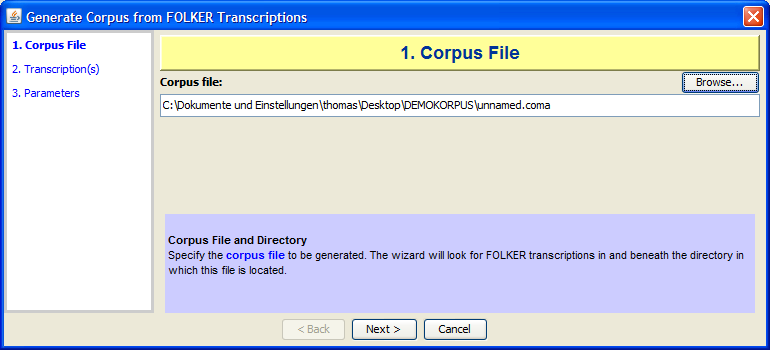 Generate Corpus from FOLKER Transcriptions
1. Corpus File
2. Transcription(s)
3. Parameters
1. Corpus File
Corpus file:
Browse...
C:\Dokumente und Einstellungen\thomas\Desktop\DEMOKORPUS\unnamed.coma
Corpus File and Directory
Specify the corpus file to be generated. The wizard will look for FOLKER transcriptions in and beneath the directory in
which this file is located.
< Back
Next >
Cancel